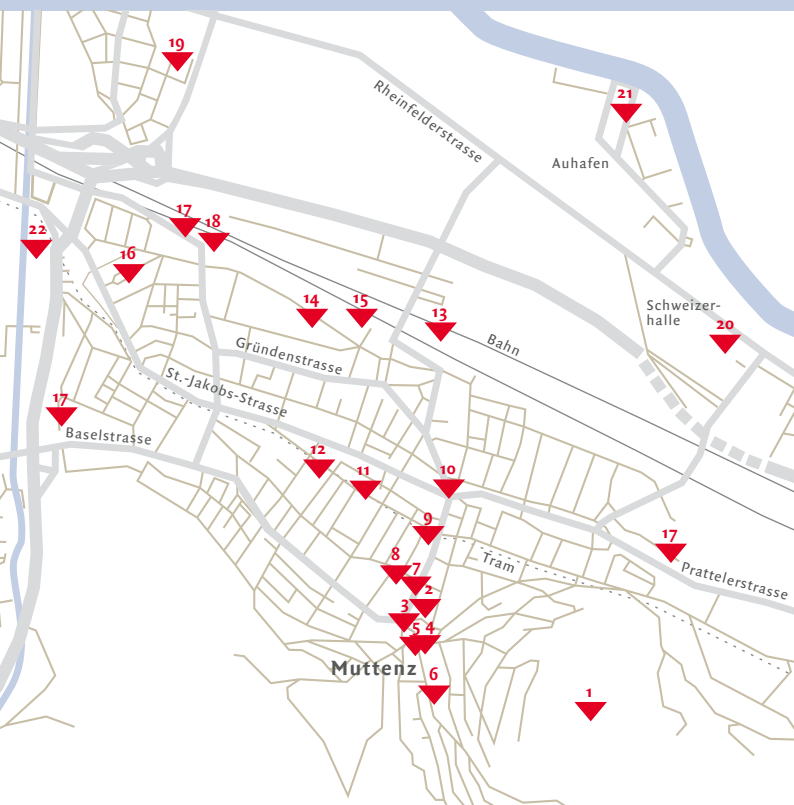 19
21
Rheinfelderstrasse
Auhafen
17
18
22
16
Schweizer-
halle
14
15
13
20
Bahn
Gründenstrasse
St.-Jakobs-Strasse
17
Baselstrasse
12
11
10
9
17
8
7
Tram
Prattelerstrasse
2
3
5
4
Muttenz
6
1